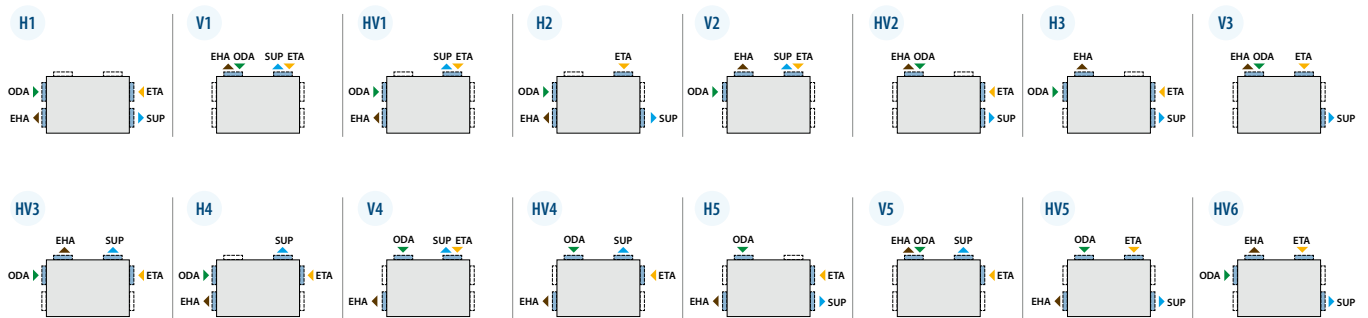 H1 V1 HV1 H2 V2 HV2 H3 V3
EHA ODA SUP ETA SUP ETA ETA EHA SUP ETA EHA ODA EHA EHA ODA ETA
ODA ETA ODA ODA ODA ETA ODA ETA
EHA SUP EHA EHA SUP SUP SUP SUP
HV3 H4 V4 HV4 H5 V5 HV5 HV6
EHA SUP SUP ODA SUP ETA ODA SUP ODA EHA ODA SUP ODA ETA EHA ETA
ODA ETA ODA ETA ETA ETA ETA ODA
EHA EHA EHA EHA SUP EHA SUP SUP